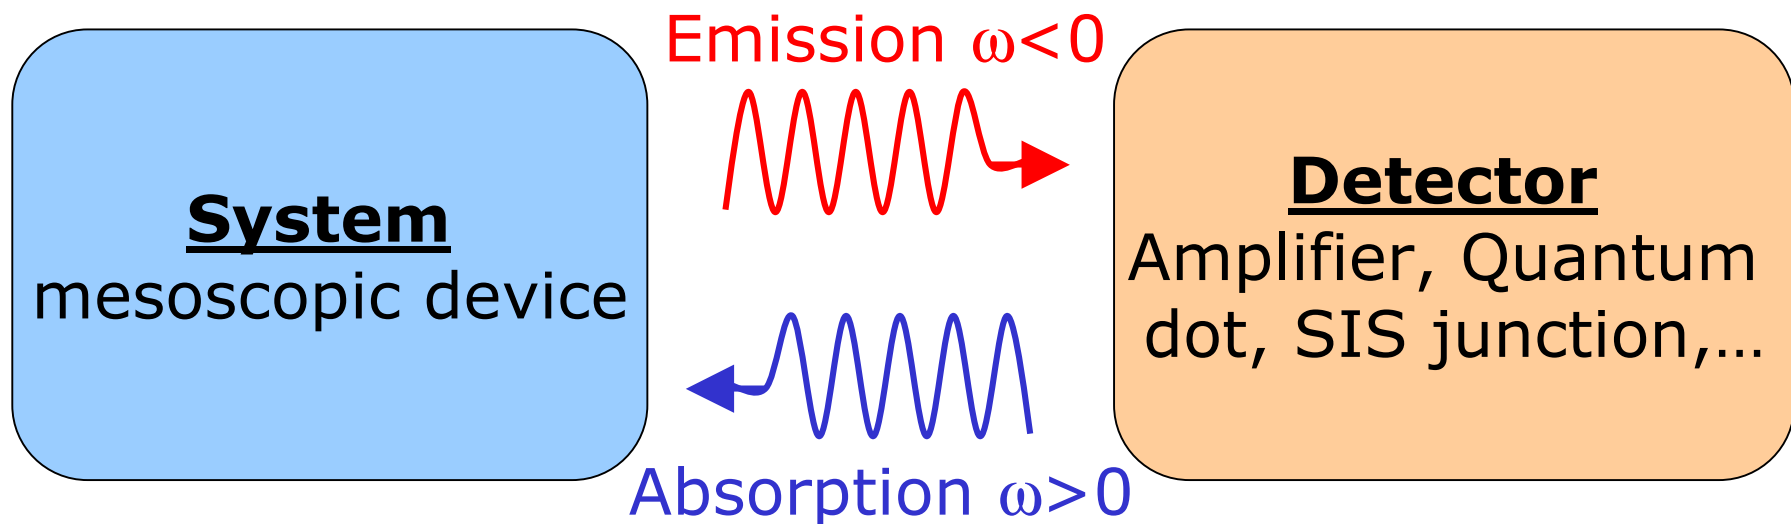 Emission ω<0
System
mesoscopic device
Detector
Amplifier, Quantum
dot, SIS junction,...
Absorption ω>0